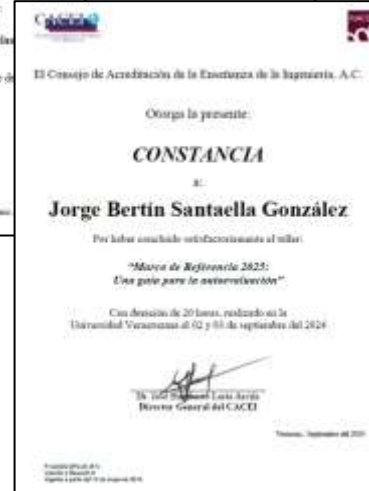 CACEI
El Consejo de Acreditación de la Enseñanza de la Ingeniería, A.C.
Otorga la presente:
CONSTANCIA
a:
Jorge Bertín Santaella González
Por haber concluido satisfactoriamente el taller:
"Marco de Referencia 2025:
Una guía para la autoevaluación"
Con duración de 20 horas, realizado en la
Universidad Veracruzana el 02 y 03 de septiembre del 2024
Director General del CACEI